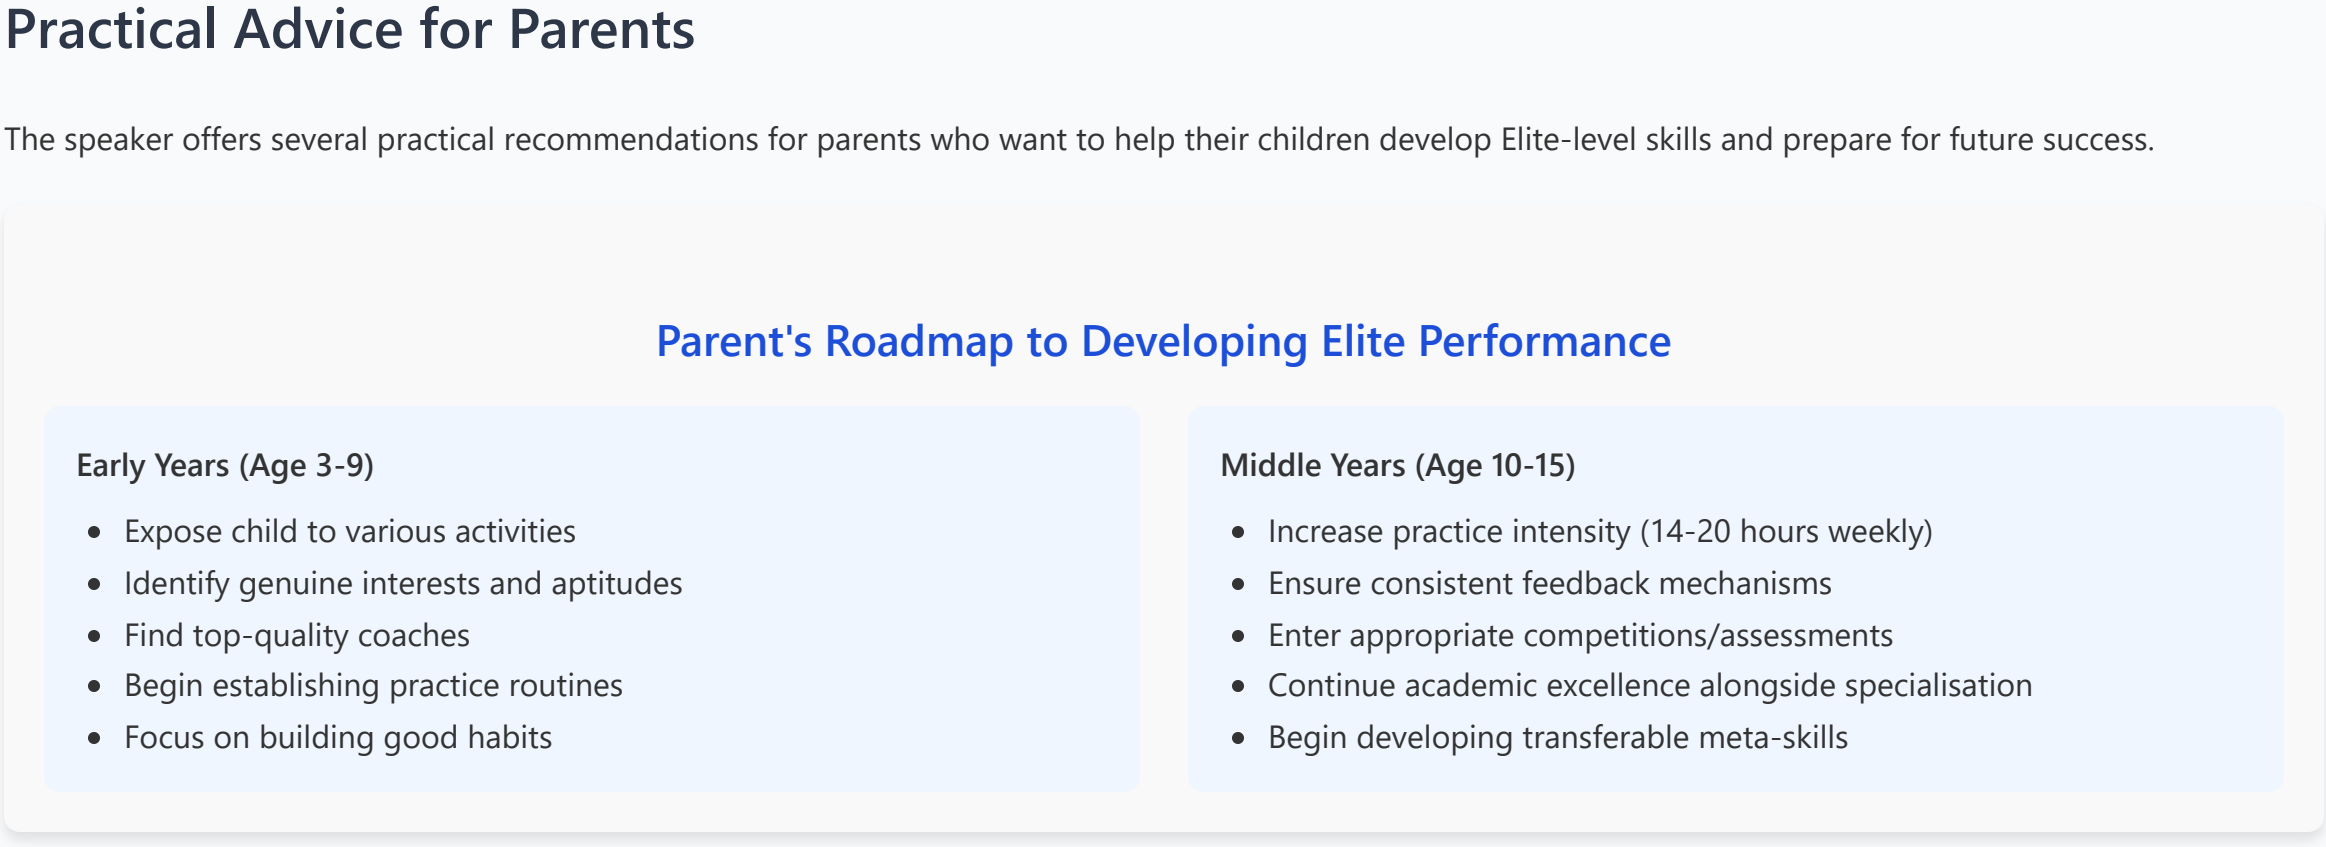 Practical Advice for Parents
The speaker offers several practical recommendations for parents who want to help their children develop Elite-level skills and prepare for future success.
Parent's Roadmap to Developing Elite Performance
Early Years (Age 3-9)
• Expose child to various activities
• Identify genuine interests and aptitudes
• Find top-quality coaches
• Begin establishing practice routines
• Focus on building good habits
Middle Years (Age 10-15)
• Increase practice intensity (14-20 hours weekly)
• Ensure consistent feedback mechanisms
• Enter appropriate competitions/assessments
• Continue academic excellence alongside specialisation
• Begin developing transferable meta-skills